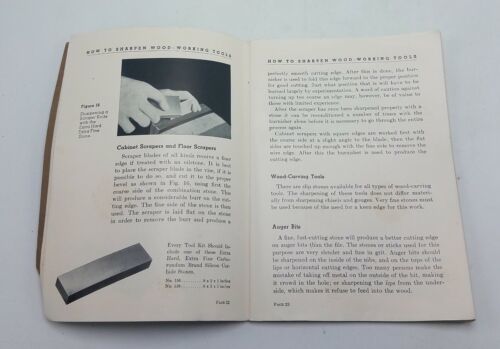 HOW TO SHARPEN WOOD-WORKING TOOLS
Figure 16
Sharpening a
Scraper Knife
with the
Extra Hard
Extra Fine
Stone
Cabinet Scrapers and Floor Scrapers
Scraper blades of all kinds receive a fine
edge if treated with an oilstone. It is best
to place the scraper blade in the vise, if it is
possible to do so, and cut it to the proper
bevel as shown in Fig. 16, using first the
coarse side of the combination stone. The
will produce a considerable burr on the cut-
ting edge. The fine side of the stone is then
used. The scraper is laid flat on the stone
in order to remove the burr and produce a
Every Tool Kit Should In-
clude one of these Extra
Hard, Extra Fine Carbo-
rundum Brand Silicon Car-
bide Stones.
Page 22
HOW TO SHARPEN WOOD-WORKING TOOLS
perfectly smooth cutting edge. After this is done, the bur-
nisher is used to fold this edge forward to the proper position
for good cutting. Just what position that is will have to be
learned largely by experimentation. A word of caution against
turning up too coarse an edge may, however, be of value to
those with limited experience.
After the scraper has once been sharpened properly with a
stone it can be reconditioned a number of times with the
burnisher alone before it is necessary to go through the entire
process again.
Cabinet scrapers with square edges are worked first with
the coarse side at a slight angle to the blade, then the flat
sides are touched up enough with the fine side to remove the
wire edge. After this the burnisher is used to produce the
cutting edge.
Wood-Carving Tools
There are slip stones available for all types of wood-carving
tools. The sharpening of these tools does not differ materi-
ally from sharpening chisels and gouges. Very fine stones must
be used because of the need for a keen edge for this work.
Auger Bits
A fine, fast-cutting stone will produce a better cutting edge
on auger bits than the file. The stones or sticks used for this
purpose are very slender and fine in grit. Auger bits should
be sharpened on the inside of the nibs, and on the tops of the
lips or horizontal cutting edges. Too many persons make the
mistake of taking off metal on the outside of the bit, making
it crowd in the hole; or sharpening the lips from the under-
side, which makes it refuse to feed into the wood.
Page 23